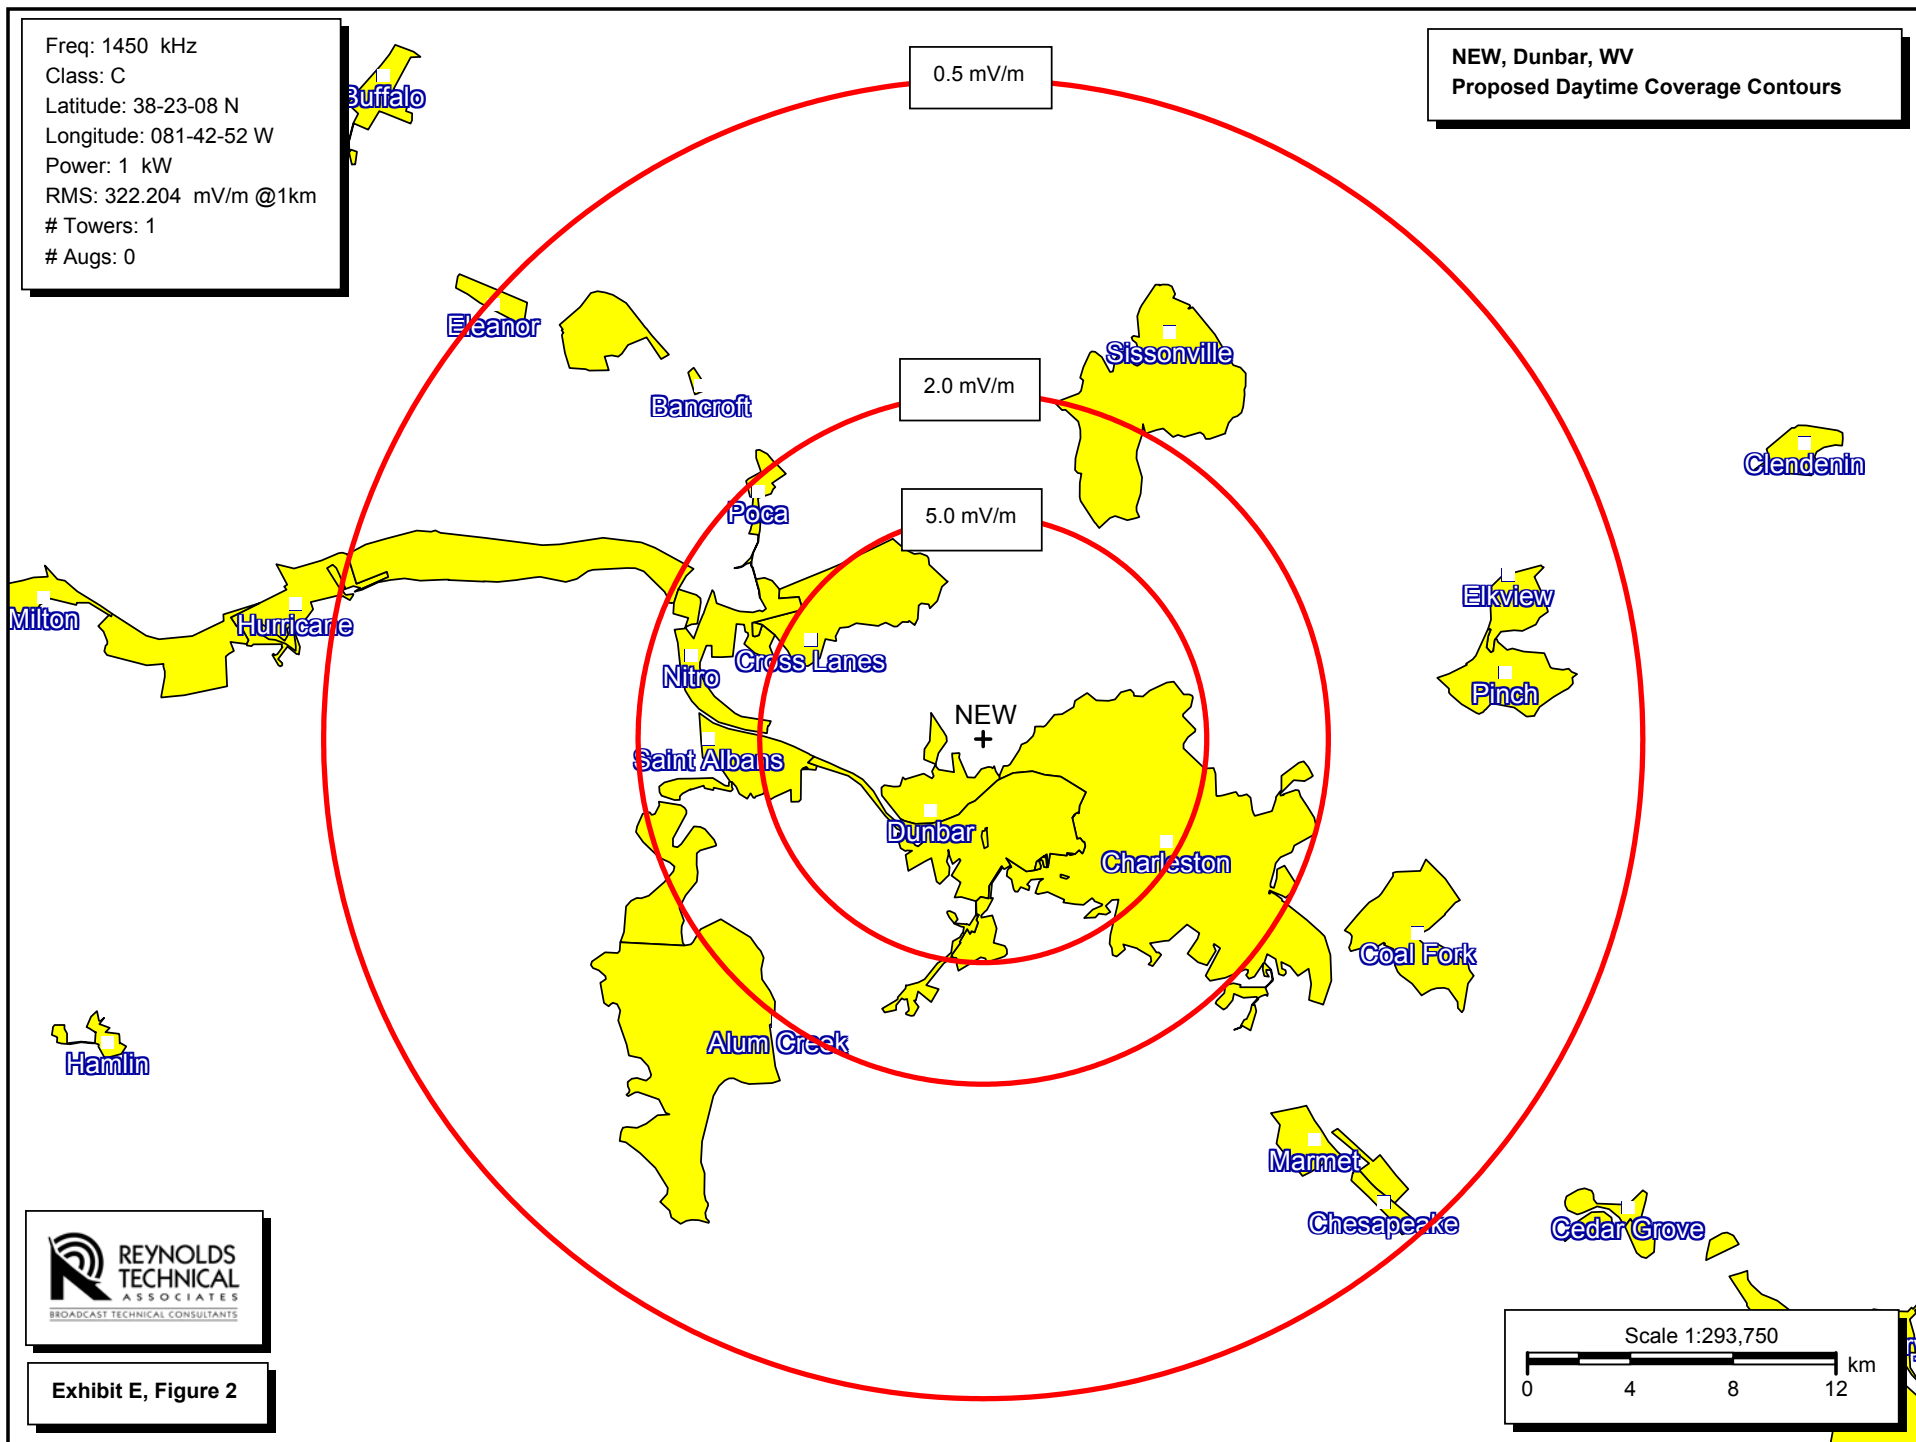 Freq: 1450 kHz
Class: C
Latitude: 38-23-08 N
Longitude: 081-42-52 W
Power: 1 kW
RMS: 322.204 mV/m @1km
# Towers: 1
# Augs: 0
NEW, Dunbar, WV
Proposed Daytime Coverage Contours
0.5 mV/m
2.0 mV/m
5.0 mV/m
Buffalo
Eleanor
Bancroft
Sissonville
Clendenin
Poca
Milton
Hurricane
Elkview
Nitro
Cross Lanes
Pinch
NEW
Saint Albans
Dunbar
Charleston
Coal Fork
Alum Creek
Hamlin
Marmet
Chesapeake
Cedar Grove
REYNOLDS
TECHNICAL
ASSOCIATES
BROADCAST TECHNICAL CONSULTANTS
Exhibit E, Figure 2
Scale 1:293,750
km
0 4 8 12